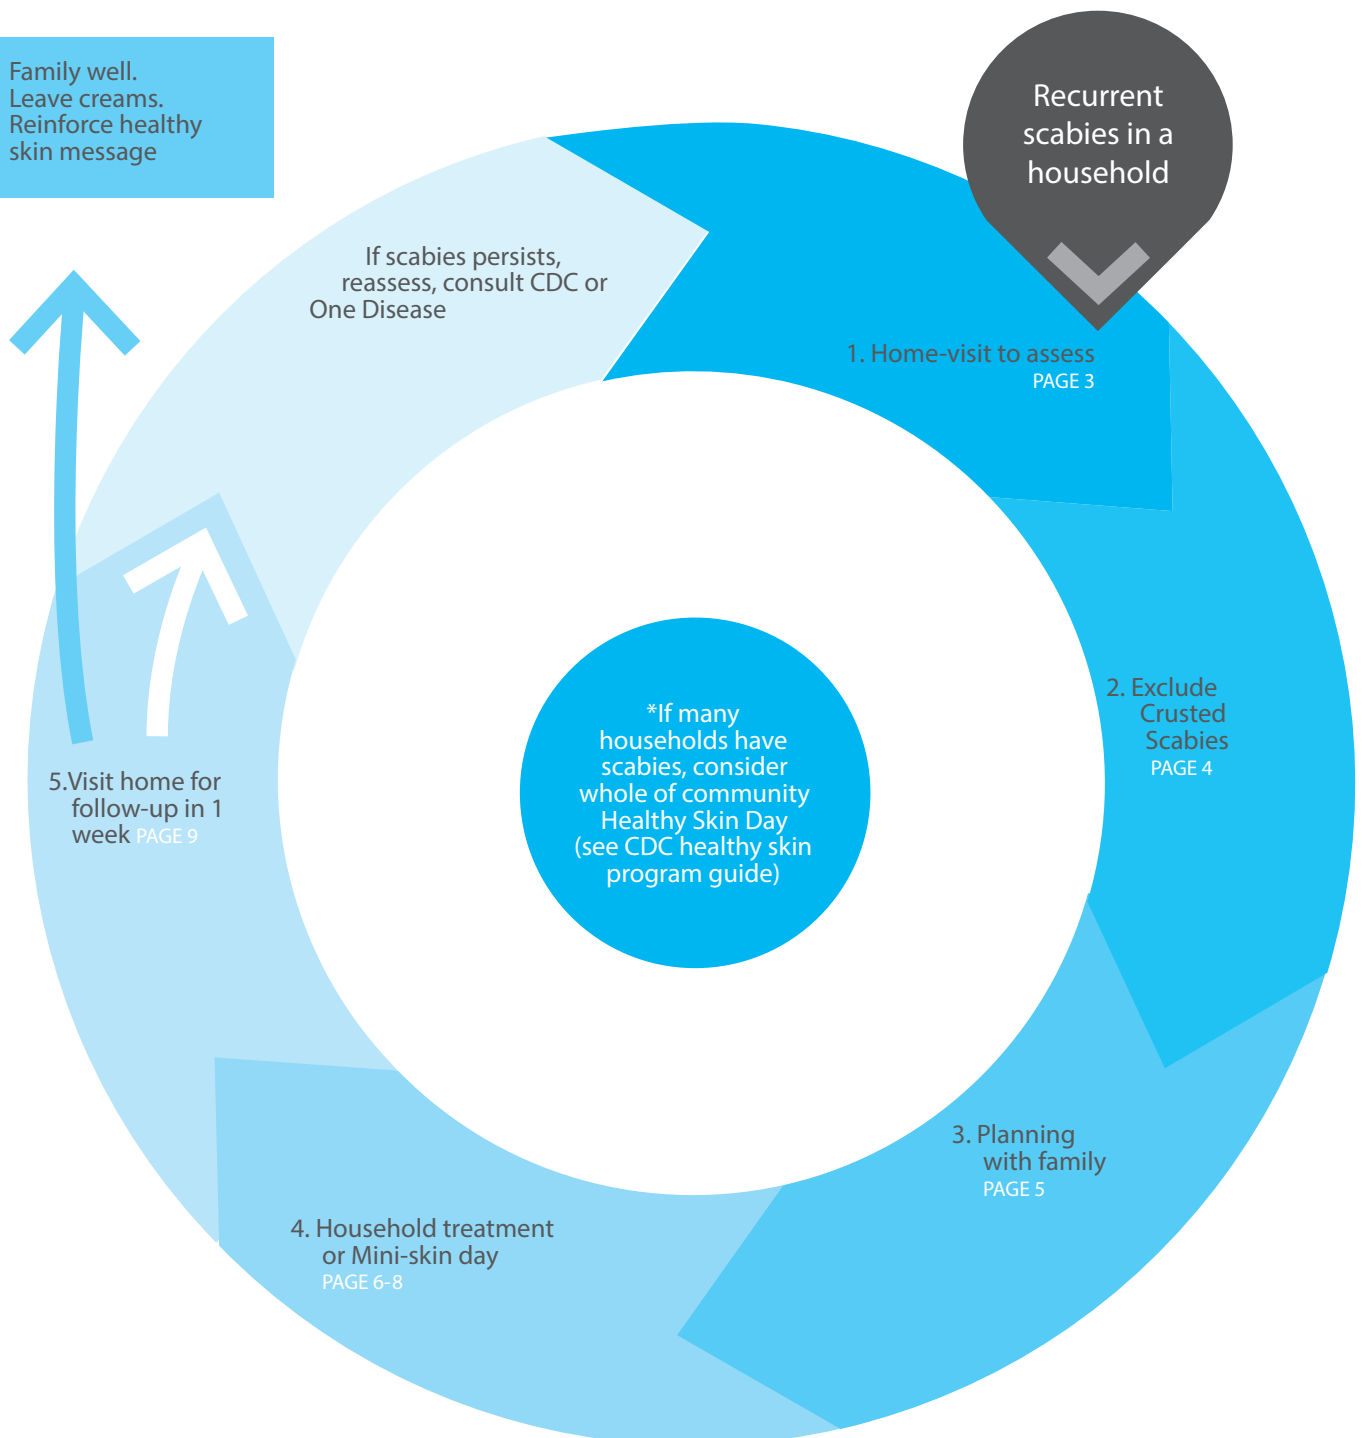 Family well.
Leave creams.
Reinforce healthy
skin message
Recurrent
scabies in a
household
If scabies persists,
reassess, consult CDC or
One Disease
1. Home-visit to assess
PAGE 3
2. Exclude
Crusted
Scabies
PAGE 4
*If many
households have
scabies, consider
whole of community
Healthy Skin Day
(see CDC healthy skin
program guide)
5.Visit home for
follow-up in 1
week PAGE 9
3. Planning
with family
PAGE 5
4. Household treatment
or Mini-skin day
PAGE 6-8